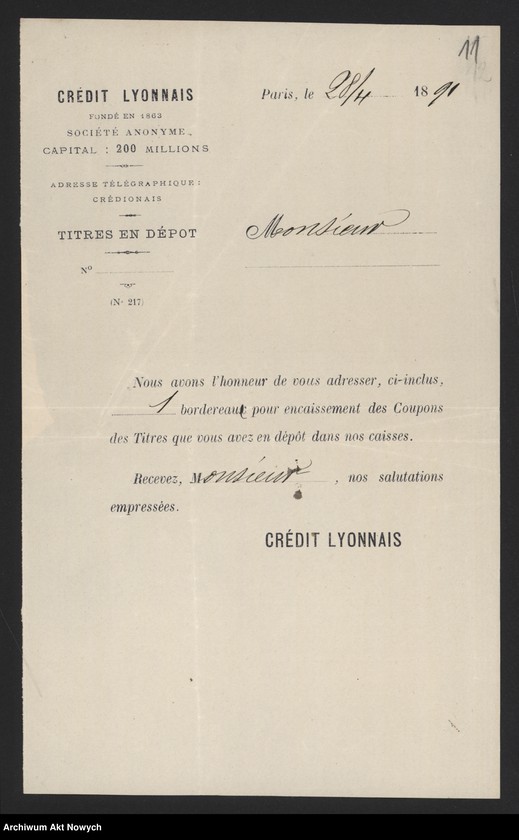 11
CRÉDIT LYONNAIS
FONDÉ EN 1863
SOCIÉTÉ ANONYME
CAPITAL : 200 MILLIONS
ADRESSE TÉLÉGRAPHIQUE :
CRÉDIONAIS
TITRES EN DÉPOT
No
(No 217)
Paris, le 28/4 1891
Monsieur
Nous avons l'honneur de vous adresser, ci-inclus,
1 bordereau pour encaissement des Coupons
des Titres que vous avez en dépôt dans nos caisses.
Recevez, Monsieur, nos salutations
empressées.
CRÉDIT LYONNAIS
Archiwum Akt Nowych